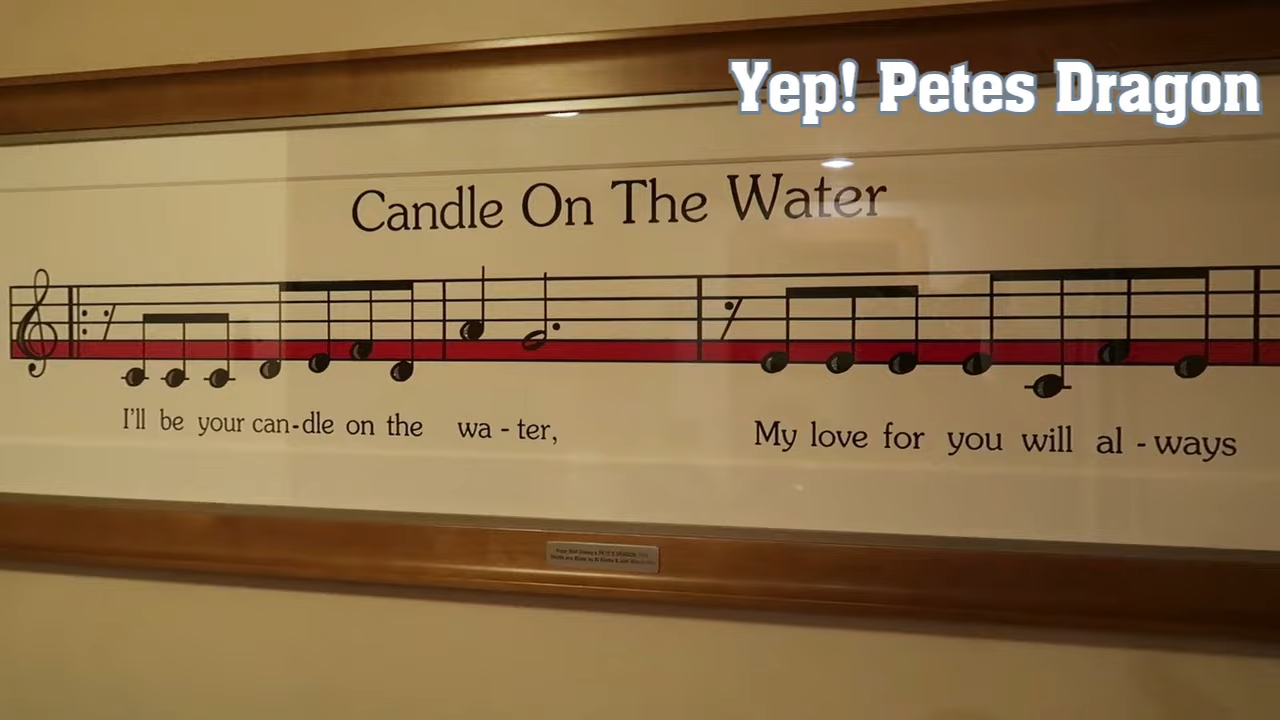 Yep! Petes Dragon
Candle On The Water
I'll be your can-dle on the wa - ter,
My love for you will al - ways